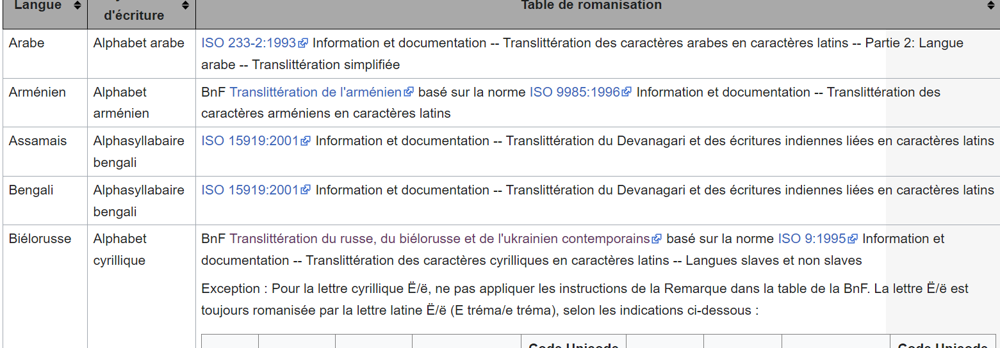 Langue
d'écriture
Table de romanisation
Arabe
Alphabet arabe
ISO 233-2:1993 Information et documentation -- Translittération des caractères arabes en caractères latins -- Partie 2: Langue
arabe -- Translittération simplifiée
Arménien
Alphabet
arménien
BnF Translittération de l'arménien basé sur la norme ISO 9985:1996 Information et documentation -- Translittération des
caractères arméniens en caractères latins
Assamais
Alphasyllabaire
bengali
ISO 15919:2001 Information et documentation -- Translittération du Devanagari et des écritures indiennes liées en caractères latins
Bengali
Alphasyllabaire
bengali
ISO 15919:2001 Information et documentation -- Translittération du Devanagari et des écritures indiennes liées en caractères latins
Biélorusse
Alphabet
cyrillique
BnF Translittération du russe, du biélorusse et de l'ukrainien contemporains basé sur la norme ISO 9:1995 Information et
documentation -- Translittération des caractères cyrilliques en caractères latins -- Langues slaves et non slaves
Exception : Pour la lettre cyrillique Ë/ë, ne pas appliquer les instructions de la Remarque dans la table de la BnF. La lettre Ë/ë est
toujours romanisée par la lettre latine Ë/ë (E tréma/e tréma), selon les indications ci-dessous :
Code Unicode
Code Unicode